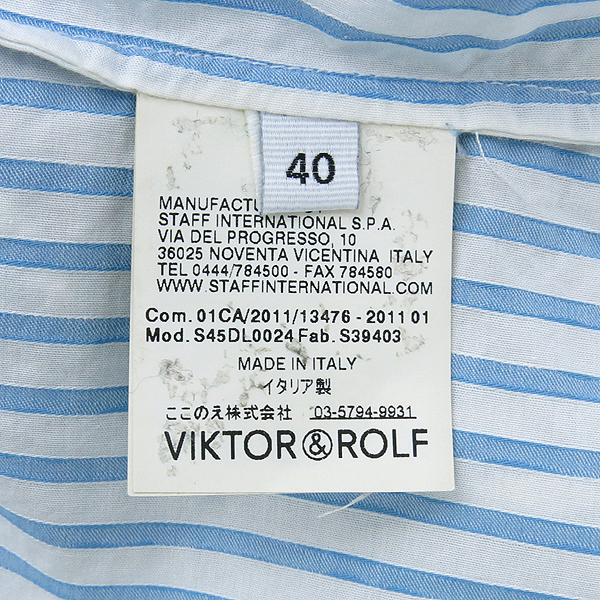 40
MANUFACTU
STAFF INTERNATIONAL S.P.A.
VIA DEL PROGRESSO, 10
36025 NOVENTA VICENTINA ITALY
TEL 0444/784500 - FAX 784580
WWW.STAFFINTERNATIONAL.COM
Com. 01CA/2011/13476 - 2011 01
Mod. S45DL0024 Fab. S39403
MADE IN ITALY
イタリア製
ここのえ株式会社 03-5794-9931
VIKTOR&ROLF